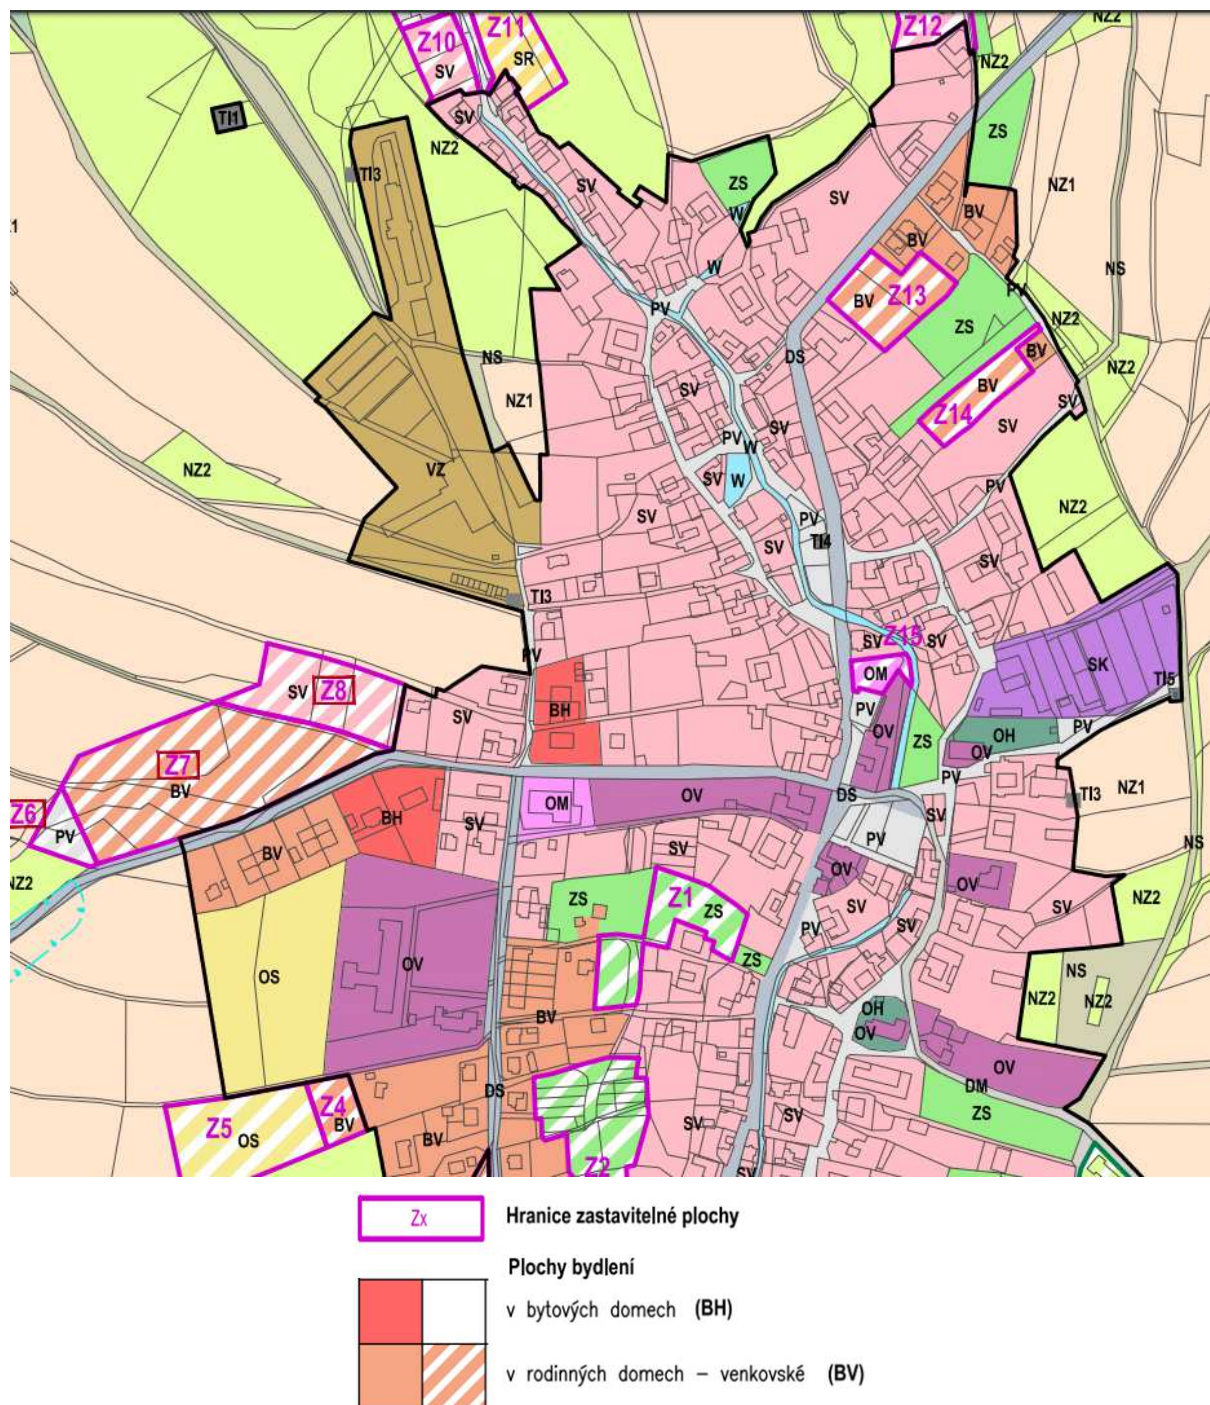 NZ2
Z11
Z12
Z10
SR
SV
NZ2
TI1
SV
ZS
NZ2
TI3
SV
ZS
NZ1
SV
W
BV
.1
BV
W
NS
PV
BV
Z13
PV
NZ2
ZS
NS
DS
BV
NZ2
BV
NZ1
SV
SV
Z14
SV
PV
SV
W
NZ2
VZ
SV
W
PV
NZ2
SV
PV
TI4
SV
SV
TI3
Z15
SV
SV
PV
SK
OM
TI5
SV
Z8
BH
SV
PV
OV
ZS
OH
PV
OV
Z7
BV
PV
OM
OV
DS
TI3
NZ1
Z6
BH
SV
SV
PV
PV
NS
BV
SV
OV
OV
NZ2
ZS
Z1
ZS
SV
SV
SV
NZ2
PV
OS
OV
ZS
NS
NZ2
NZ2
BV
OH
OV
OV
DS
DM
Z5
OS
Z4
BV
BV
SV
SV
ZS
Z2
SV
Zx Hranice zastavitelné plochy
Plochy bydlení
v bytových domech (BH)
v rodinných domech – venkovské (BV)